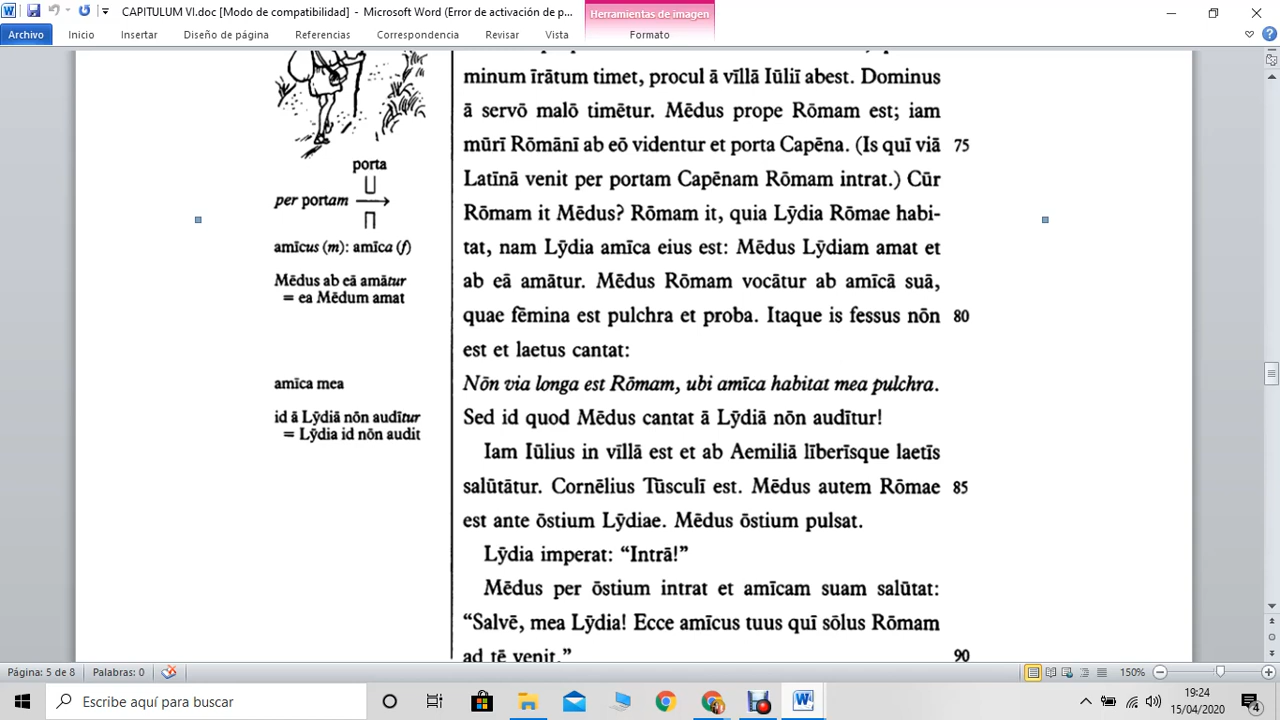 CAPITULUM VI.doc [Modo de compatibilidad] - Microsoft Word (Error de activación de p...
Herramientas de imagen
Archivo Inicio Insertar Diseño de página Referencias Correspondencia Revisar Vista Formato
minum īrātum timet, procul ā vīllā Iūliī abest. Dominus
ā servō malō timētur. Mēdus prope Rōmam est; iam
mūrī Rōmānī ab eō videntur et porta Capēna. (Is quī viā 75
Latīnā venit per portam Capēnam Rōmam intrat.) Cūr
Rōmam it Mēdus? Rōmam it, quia Lȳdia Rōmae habi-
tat, nam Lȳdia amīca eius est: Mēdus Lȳdiam amat et
ab eā amātur. Mēdus Rōmam vocātur ab amīcā suā,
quae fēmina est pulchra et proba. Itaque is fessus nōn 80
est et laetus cantat:
Nōn via longa est Rōmam, ubi amīca habitat mea pulchra.
Sed id quod Mēdus cantat ā Lȳdiā nōn audītur!
Iam Iūlius in vīllā est et ab Aemiliā līberīsque laetīs
salūtātur. Cornēlius Tūsculī est. Mēdus autem Rōmae 85
est ante ōstium Lȳdiae. Mēdus ōstium pulsat.
Lȳdia imperat: “Intrā!”
Mēdus per ōstium intrat et amīcam suam salūtat:
“Salvē, mea Lȳdia! Ecce amīcus tuus quī sōlus Rōmam
ad tē venit.” 90
porta
per portam
amīcus (m): amīca (f)
Mēdus ab eā amātur
= ea Mēdum amat
amīca mea
id ā Lȳdiā nōn audītur
= Lȳdia id nōn audit
Página: 5 de 8 Palabras: 0 150%
Escribe aquí para buscar
9:24
15/04/2020
4